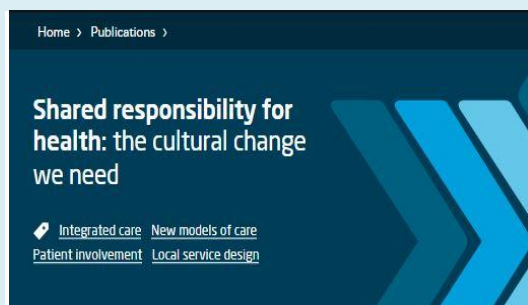 Home > Publications >
Shared responsibility for
health: the cultural change
we need
Integrated care New models of care
Patient involvement Local service design